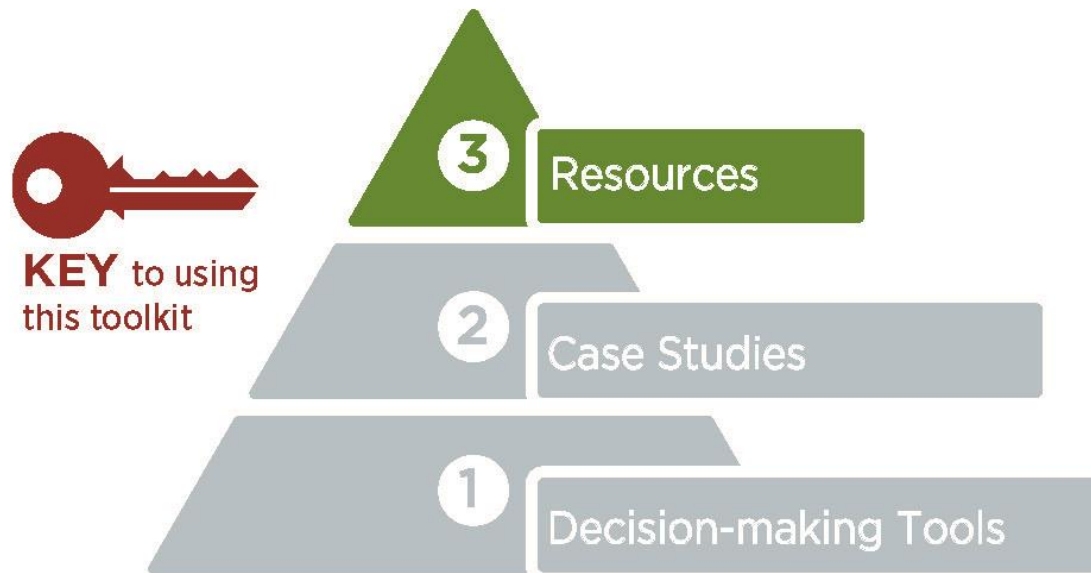 3
Resources
KEY to using
this toolkit
2
Case Studies
1
Decision-making Tools